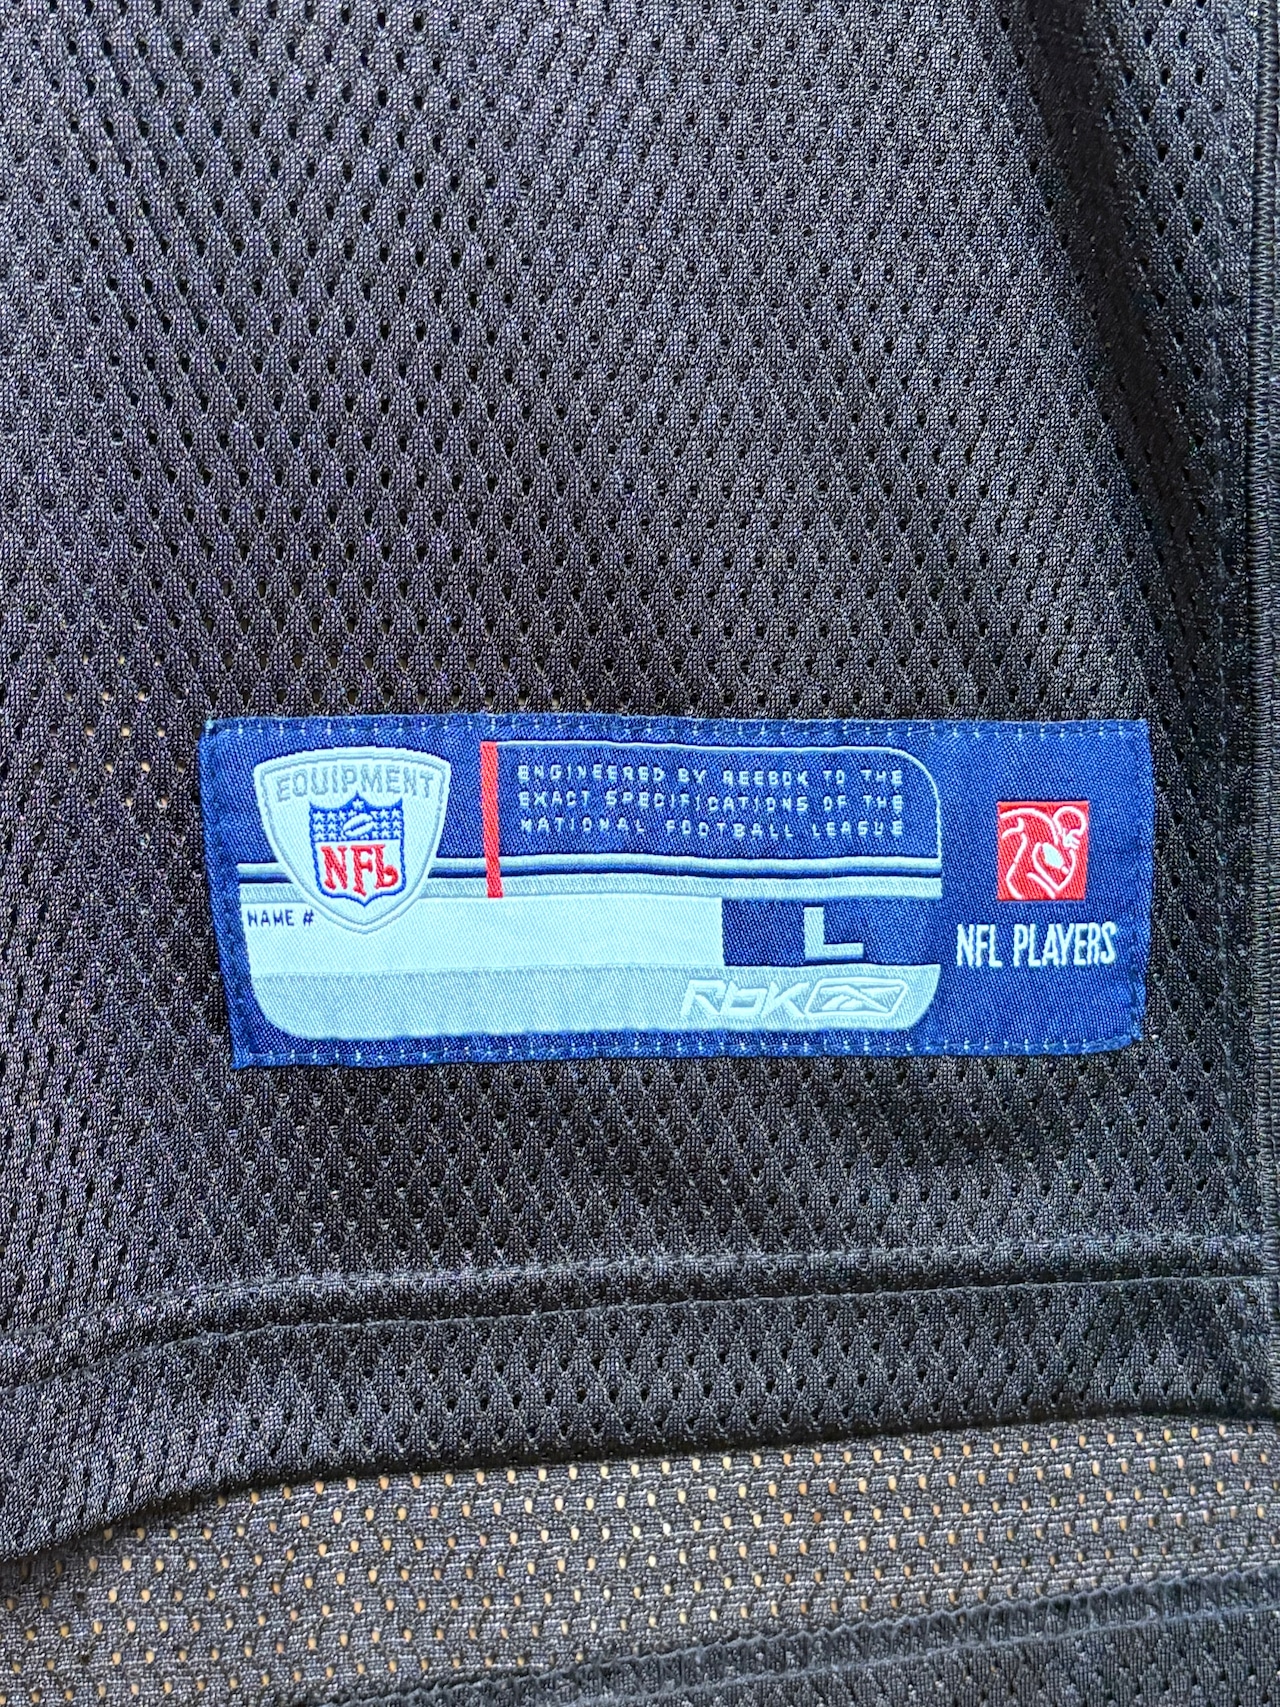 EQUIPMENT
NFL
ENGINEERED BY REEBOK TO THE
EXACT SPECIFICATIONS OF THE
NATIONAL FOOTBALL LEAGUE
NAME #
L
RbK
NFL PLAYERS